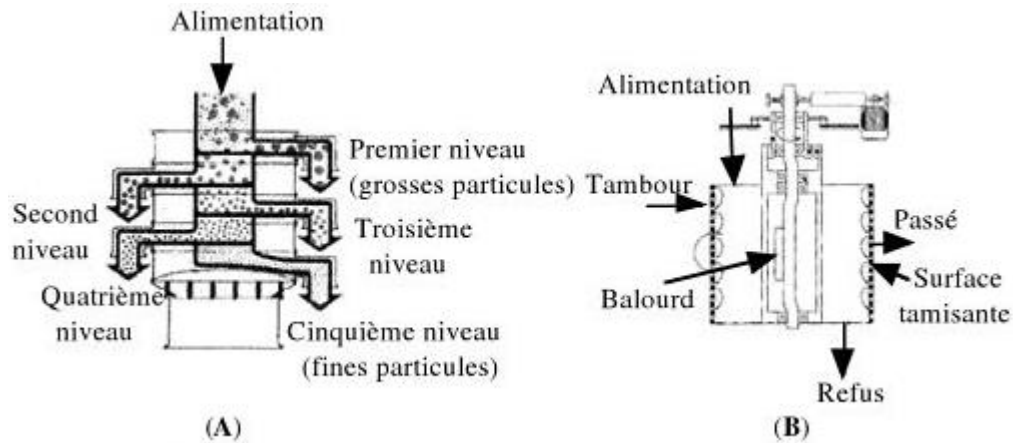 Alimentation
Premier niveau
(grosses particules)
Second
niveau
Troisième
niveau
Quatrième
niveau
Cinquième niveau
(fines particules)
(A)
Alimentation
Tambour
Passé
Balourd
Surface
tamisante
Refus
(B)